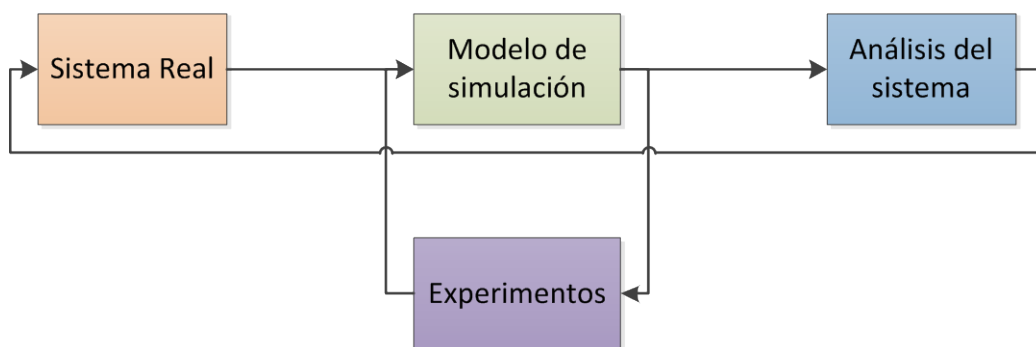 Sistema Real
Modelo de
simulación
Análisis del
sistema
Experimentos